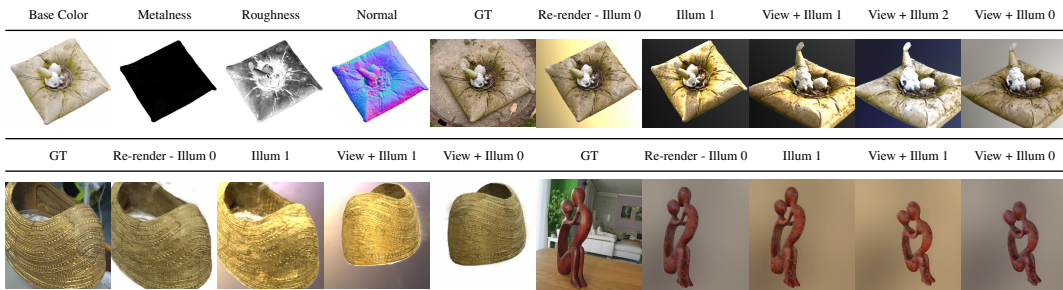 Base Color Metalness Roughness Normal GT Re-render - Illum 0 Illum 1 View + Illum 1 View + Illum 2 View + Illum 0
GT Re-render - Illum 0 Illum 1 View + Illum 1 View + Illum 0 GT Re-render - Illum 0 Illum 1 View + Illum 1 View + Illum 0